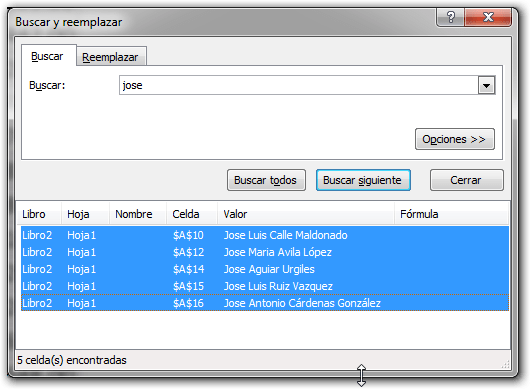 Buscar y reemplazar
Buscar Reemplazar
Buscar: jose
Opciones >>
Buscar todos Buscar siguiente Cerrar
Libro Hoja Nombre Celda Valor Fórmula
Libro2 Hoja1 $A$10 Jose Luis Calle Maldonado
Libro2 Hoja1 $A$12 Jose Maria Avila López
Libro2 Hoja1 $A$14 Jose Aguiar Urgiles
Libro2 Hoja1 $A$15 Jose Luis Ruiz Vazquez
Libro2 Hoja1 $A$16 Jose Antonio Cárdenas González
5 celda(s) encontradas